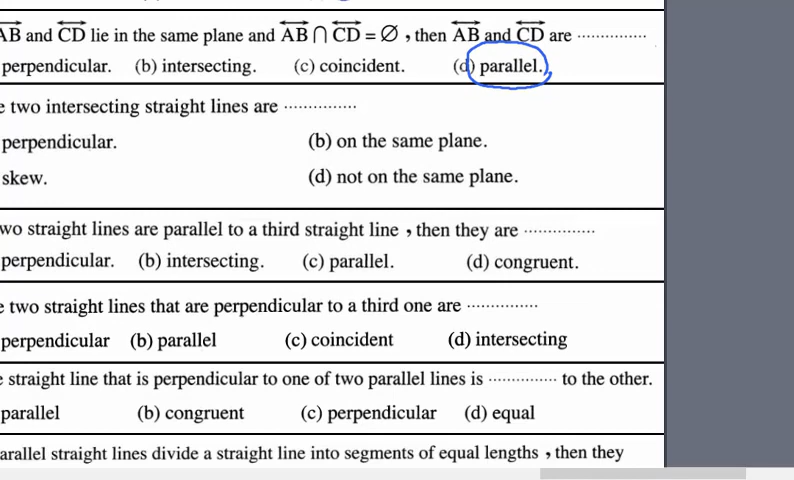 AB and CD lie in the same plane and AB ∩ CD = Ø , then AB and CD are ...............
perpendicular. (b) intersecting. (c) coincident. (d) parallel.
e two intersecting straight lines are ...............
perpendicular. (b) on the same plane.
skew. (d) not on the same plane.
wo straight lines are parallel to a third straight line , then they are ...............
perpendicular. (b) intersecting. (c) parallel. (d) congruent.
e two straight lines that are perpendicular to a third one are ...............
perpendicular (b) parallel (c) coincident (d) intersecting
e straight line that is perpendicular to one of two parallel lines is ............... to the other.
parallel (b) congruent (c) perpendicular (d) equal
arallel straight lines divide a straight line into segments of equal lengths , then they